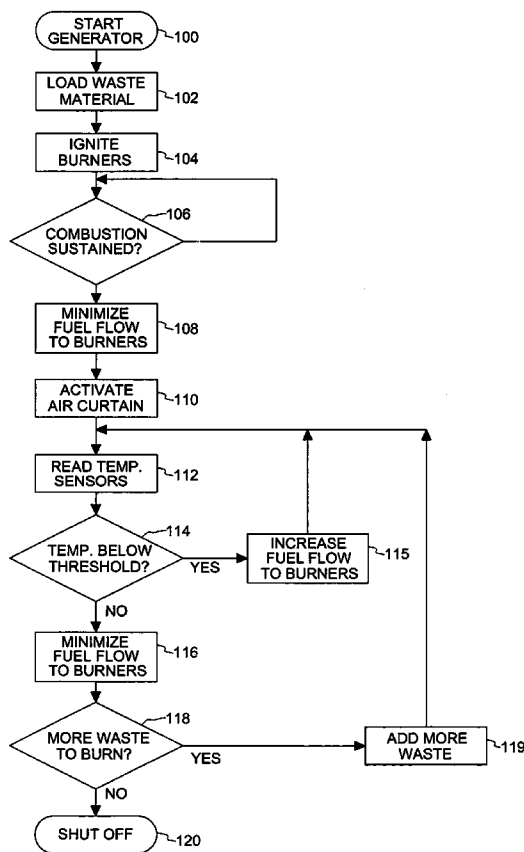 START
GENERATOR
100
LOAD WASTE
MATERIAL
102
IGNITE
BURNERS
104
106
COMBUSTION
SUSTAINED?
MINIMIZE
FUEL FLOW
TO BURNERS
108
ACTIVATE
AIR CURTAIN
110
READ TEMP.
SENSORS
112
114
TEMP. BELOW
THRESHOLD?
YES
INCREASE
FUEL FLOW
TO BURNERS
115
NO
MINIMIZE
FUEL FLOW
TO BURNERS
116
118
MORE WASTE
TO BURN?
YES
ADD MORE
WASTE
119
NO
SHUT OFF
120